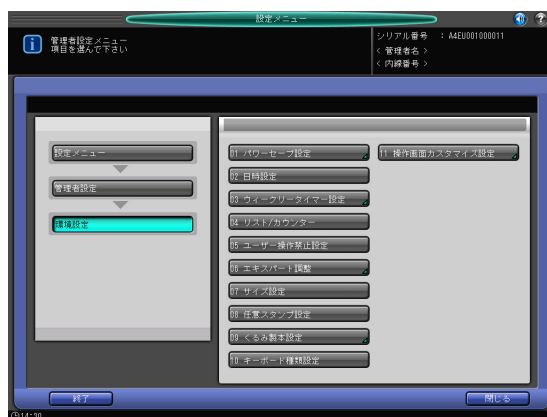 設定メニュー
管理者設定メニュー
項目を選んで下さい
シリアル番号 : A4EU001000011
< 管理者名 >
< 内線番号 >
設定メニュー
管理者設定
環境設定
01 パワーセーブ設定
02 日時設定
03 ウィークリータイマー設定
04 リスト/カウンター
05 ユーザー操作禁止設定
06 エキスパート調整
07 サイズ設定
08 任意スタンプ設定
09 くるみ製本設定
10 キーボード種類設定
11 操作画面カスタマイズ設定
終了
閉じる
14:30